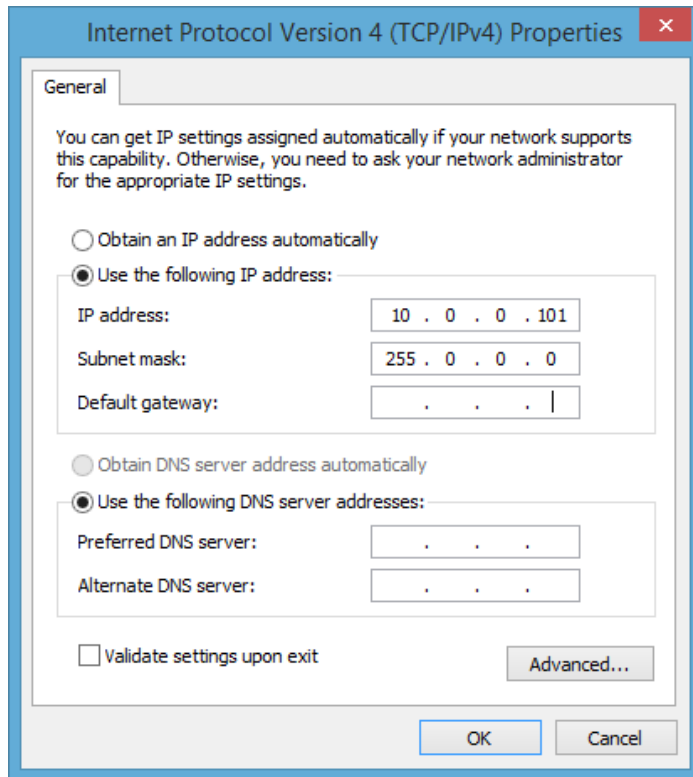 Internet Protocol Version 4 (TCP/IPv4) Properties
General
You can get IP settings assigned automatically if your network supports
this capability. Otherwise, you need to ask your network administrator
for the appropriate IP settings.
Obtain an IP address automatically
Use the following IP address:
IP address: 10 . 0 . 0 . 101
Subnet mask: 255 . 0 . 0 . 0
Default gateway: . . .
Obtain DNS server address automatically
Use the following DNS server addresses:
Preferred DNS server: . . .
Alternate DNS server: . . .
Validate settings upon exit
Advanced...
OK Cancel